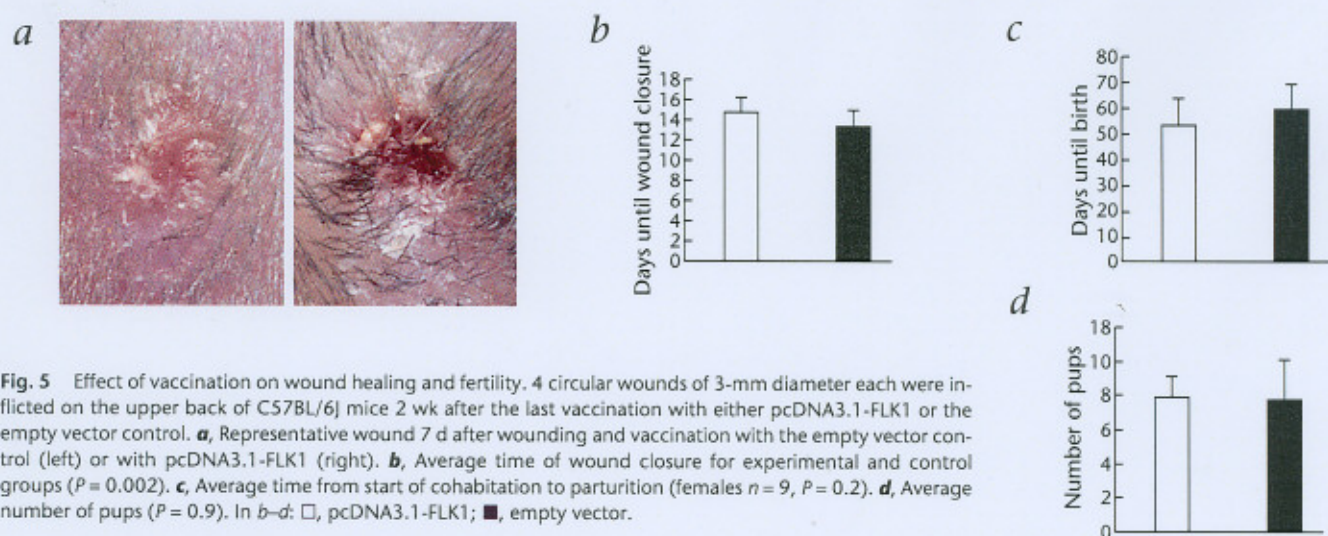 a
b
Days until wound closure
18
16
14
12
10
8
6
4
2
0
c
Days until birth
80
70
60
50
40
30
20
10
0
d
Number of pups
18
10
8
6
4
2
0
Fig. 5 Effect of vaccination on wound healing and fertility. 4 circular wounds of 3-mm diameter each were in-
flicted on the upper back of C57BL/6J mice 2 wk after the last vaccination with either pcDNA3.1-FLK1 or the
empty vector control. a, Representative wound 7 d after wounding and vaccination with the empty vector con-
trol (left) or with pcDNA3.1-FLK1 (right). b, Average time of wound closure for experimental and control
groups (P = 0.002). c, Average time from start of cohabitation to parturition (females n = 9, P = 0.2). d, Average
number of pups (P = 0.9). In b–d: □, pcDNA3.1-FLK1; ■, empty vector.